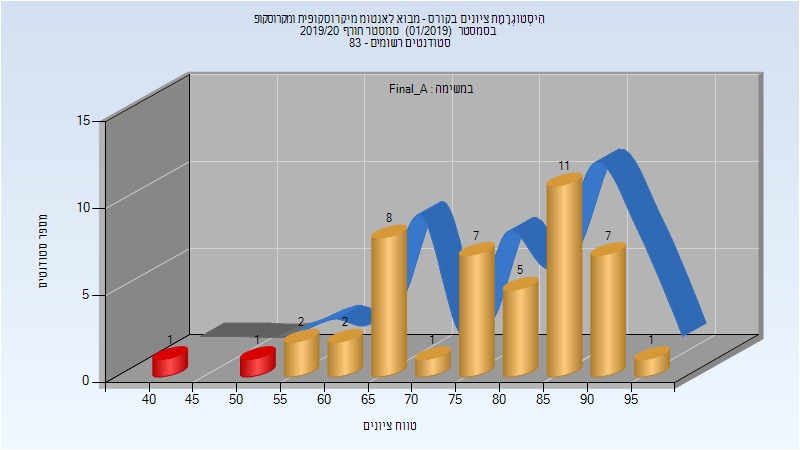 היסטוגרמת ציונים בקורס - מבוא לאנטומ מיקרוסקופית ומקרוסקופ
בסמסטר (01/2019) סמסטר חורף 2019/20
סטודנטים רשומים - 83
במשימה : Final_A
מספר סטודנטים
15
10
5
0
1
1
2
2
8
1
7
5
11
7
1
40 45 50 55 60 65 70 75 80 85 90 95
טווח ציונים